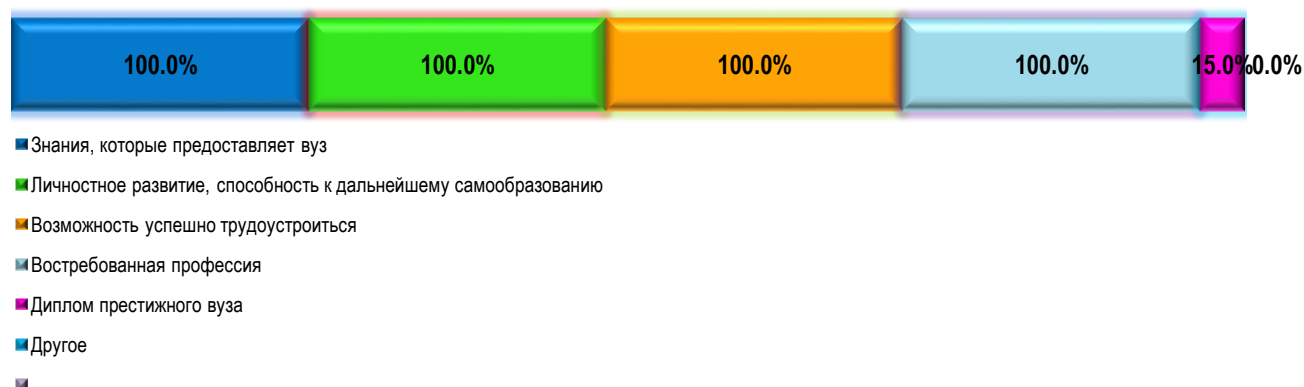 100.0% 100.0% 100.0% 100.0% 15.0%0.0%
Знания, которые предоставляет вуз
Личностное развитие, способность к дальнейшему самообразованию
Возможность успешно трудоустроиться
Востребованная профессия
Диплом престижного вуза
Другое